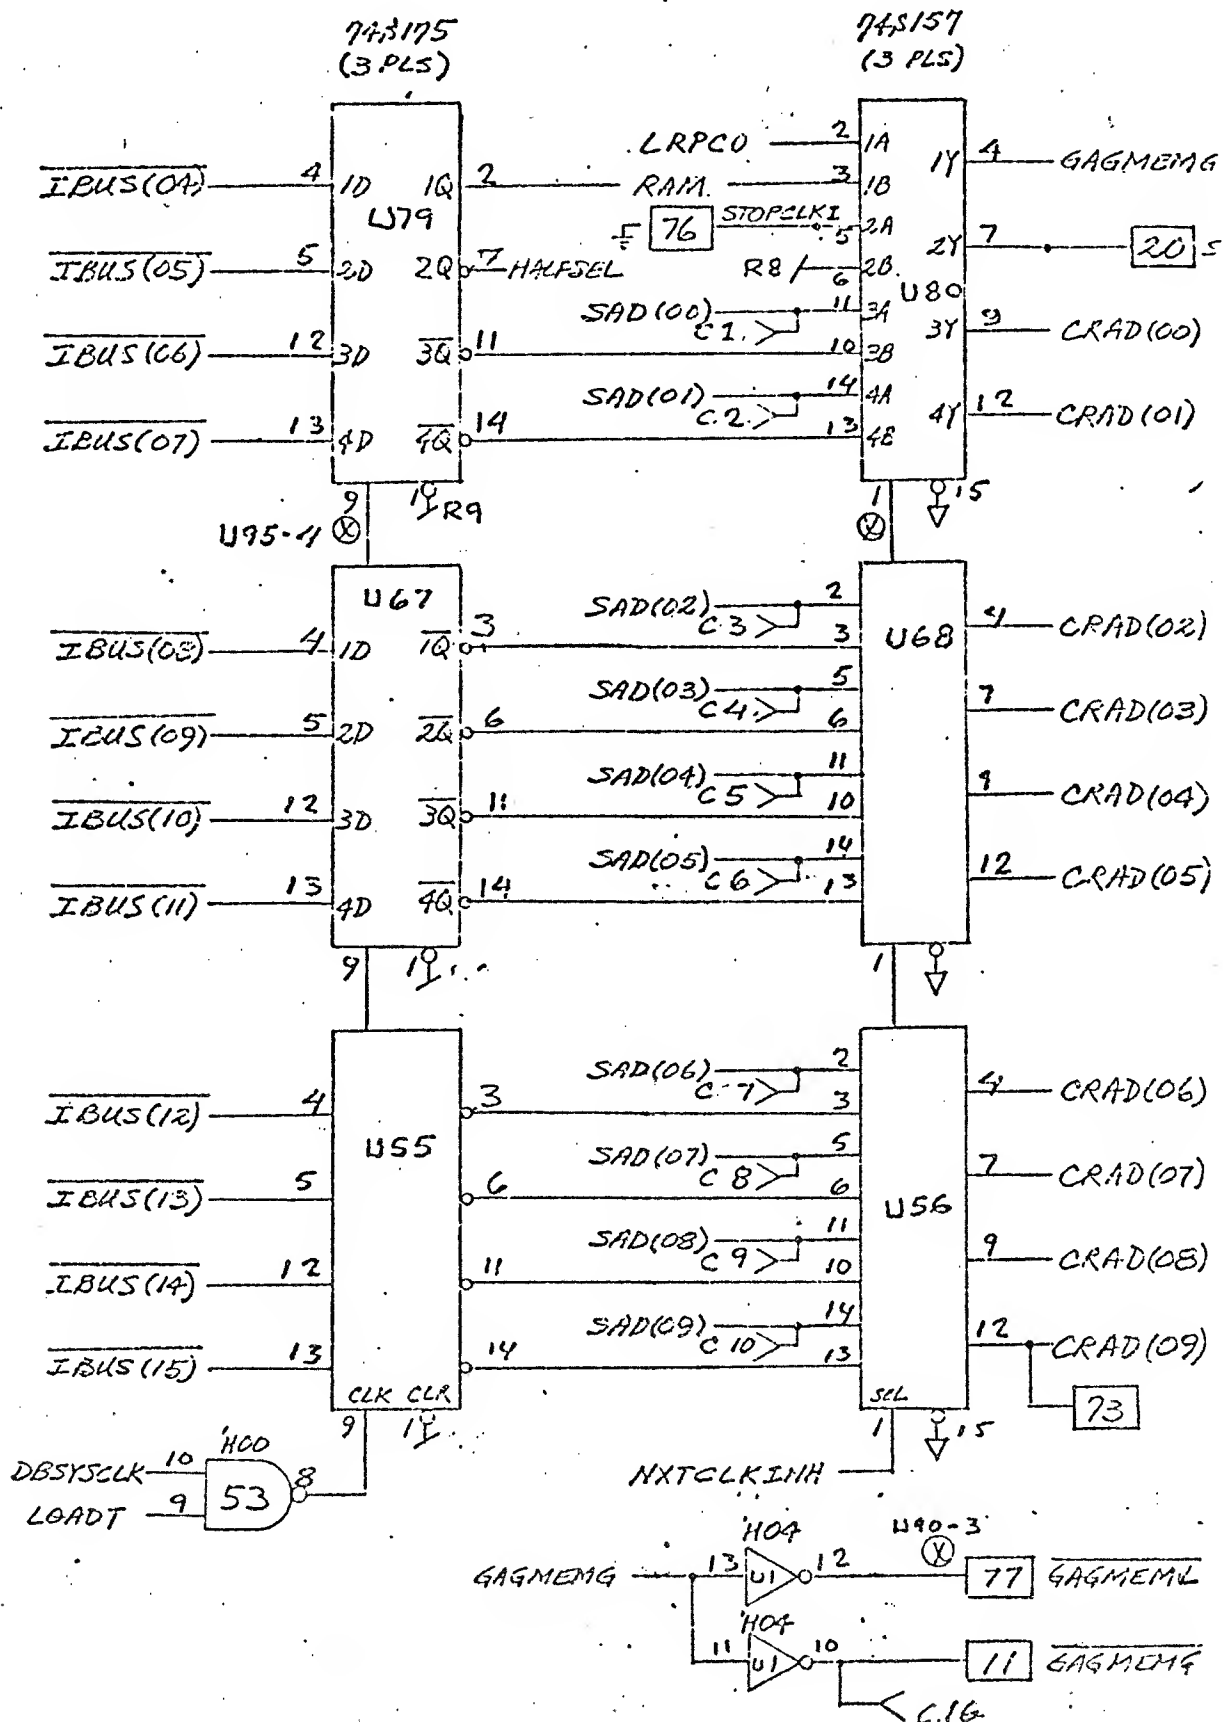 74S175 74S157
(3 PLS) (3 PLS)
LRPCO 2 1A 1Y 4 GAGMEMG
IBUS(04) 4 1D 1Q 2 RAM 3 1B
U79
76 STOPCLKI 5 2A
2Y 7 20 S
IBUS(05) 5 2D 2Q 7 HALFSEL R8 6 2B
U80
SAD(00) 11 3A
C1
3Y 9 CRAD(00)
IBUS(06) 12 3D 3Q 11 10 3B
SAD(01) 14 4A
C2
4Y 12 CRAD(01)
IBUS(07) 13 4D 4Q 14 13 4B
9 1 R9 1 15
U95-4 X X
U67 SAD(02) 2
C3
U68 4 CRAD(02)
IBUS(08) 4 1D 1Q 3 3
SAD(03) 5
C4
7 CRAD(03)
IBUS(09) 5 2D 2Q 6 6
SAD(04) 11
C5
9 CRAD(04)
IBUS(10) 12 3D 3Q 11 10
SAD(05) 14
C6
12 CRAD(05)
IBUS(11) 13 4D 4Q 14 13
9 1 1
SAD(06) 2
C7
4 CRAD(06)
IBUS(12) 4 3 3
U55
SAD(07) 5
C8
7 CRAD(07)
IBUS(13) 5 6 6
U56
SAD(08) 11
C9
9 CRAD(08)
IBUS(14) 12 11 10
SAD(09) 14
C10
12 CRAD(09)
IBUS(15) 13 14 13
CLK CLR SEL
73
9 1 1 15
H00
DBSYSCLK 10
53 8
LOADT 9
NXTCLKINH
H04 U90-3
X
GAGMEMG 13 U1 12 77 GAGMEML
H04
11 U1 10 11 GAGMEMG
C16